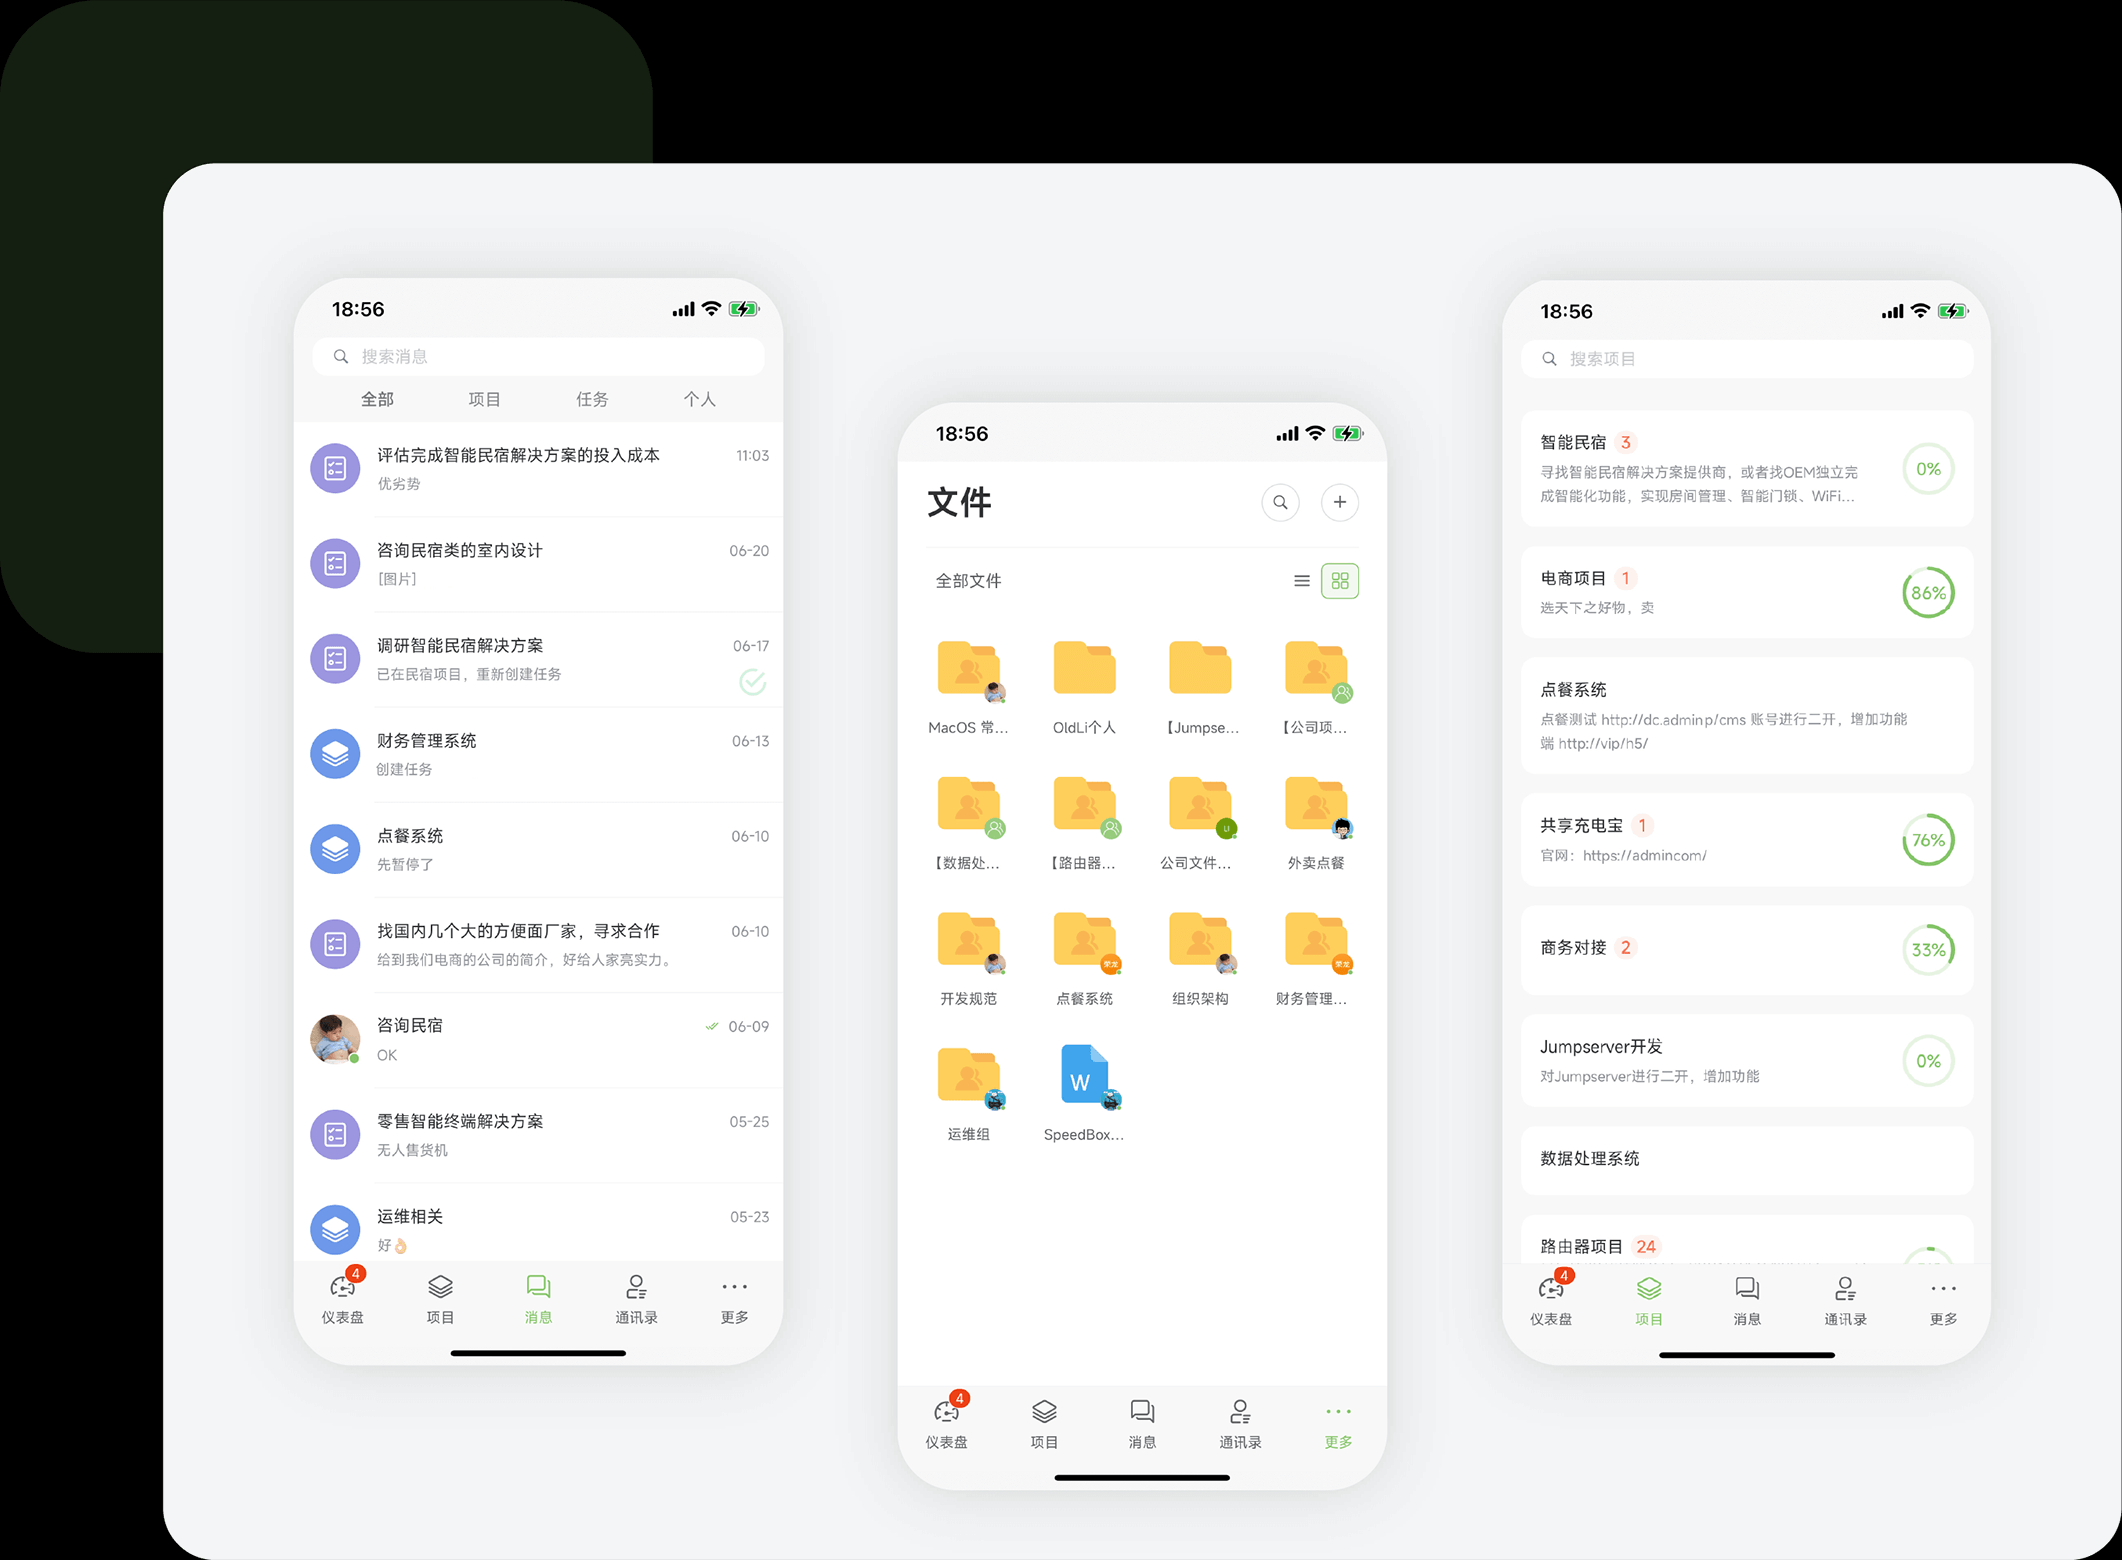 18:56
搜索消息
全部 项目 任务 个人
评估完成智能民宿解决方案的投入成本 11:03
优劣势
咨询民宿类的室内设计 06-20
[图片]
调研智能民宿解决方案 06-17
已在民宿项目，重新创建任务
财务管理系统 06-13
创建任务
点餐系统 06-10
先暂停了
找国内几个大的方便面厂家，寻求合作 06-10
给到我们电商的公司的简介，好给人家亮实力。
咨询民宿 06-09
OK
零售智能终端解决方案 05-25
无人售货机
运维相关 05-23
好👌🏻
4
仪表盘 项目 消息 通讯录 更多
18:56
文件
全部文件
MacOS 常... OldLi个人 【Jumpse... 【公司项...
LI
【数据处... 【路由器... 公司文件... 外卖点餐
荣龙 荣龙
开发规范 点餐系统 组织架构 财务管理...
W
运维组 SpeedBox...
4
仪表盘 项目 消息 通讯录 更多
18:56
搜索项目
智能民宿 3
寻找智能民宿解决方案提供商，或者找OEM独立完
成智能化功能，实现房间管理、智能门锁、WiFi...
0%
电商项目 1
选天下之好物，卖
86%
点餐系统
点餐测试 http://dc.adminp/cms 账号进行二开，增加功能
端 http://vip/h5/
共享充电宝 1
官网：https://admincom/
76%
商务对接 2
33%
Jumpserver开发
对Jumpserver进行二开，增加功能
0%
数据处理系统
路由器项目 24
4
仪表盘 项目 消息 通讯录 更多